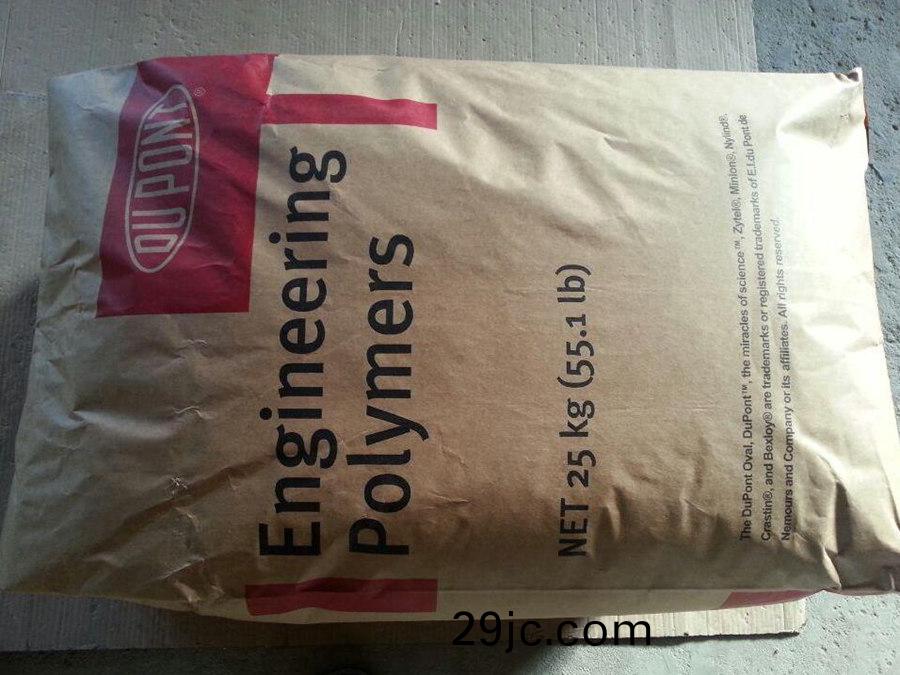 DUPONT®
Engineering
Polymers
NET 25 kg (55.1 lb)
The DuPont Oval, DuPont™, the miracles of science™, Zytel®, Minlon®, Nylind®,
Crastin®, and Bexloy® are trademarks or registered trademarks of E.I.du Pont de
Nemours and Company or its affiliates. All rights reserved.
29jc.com